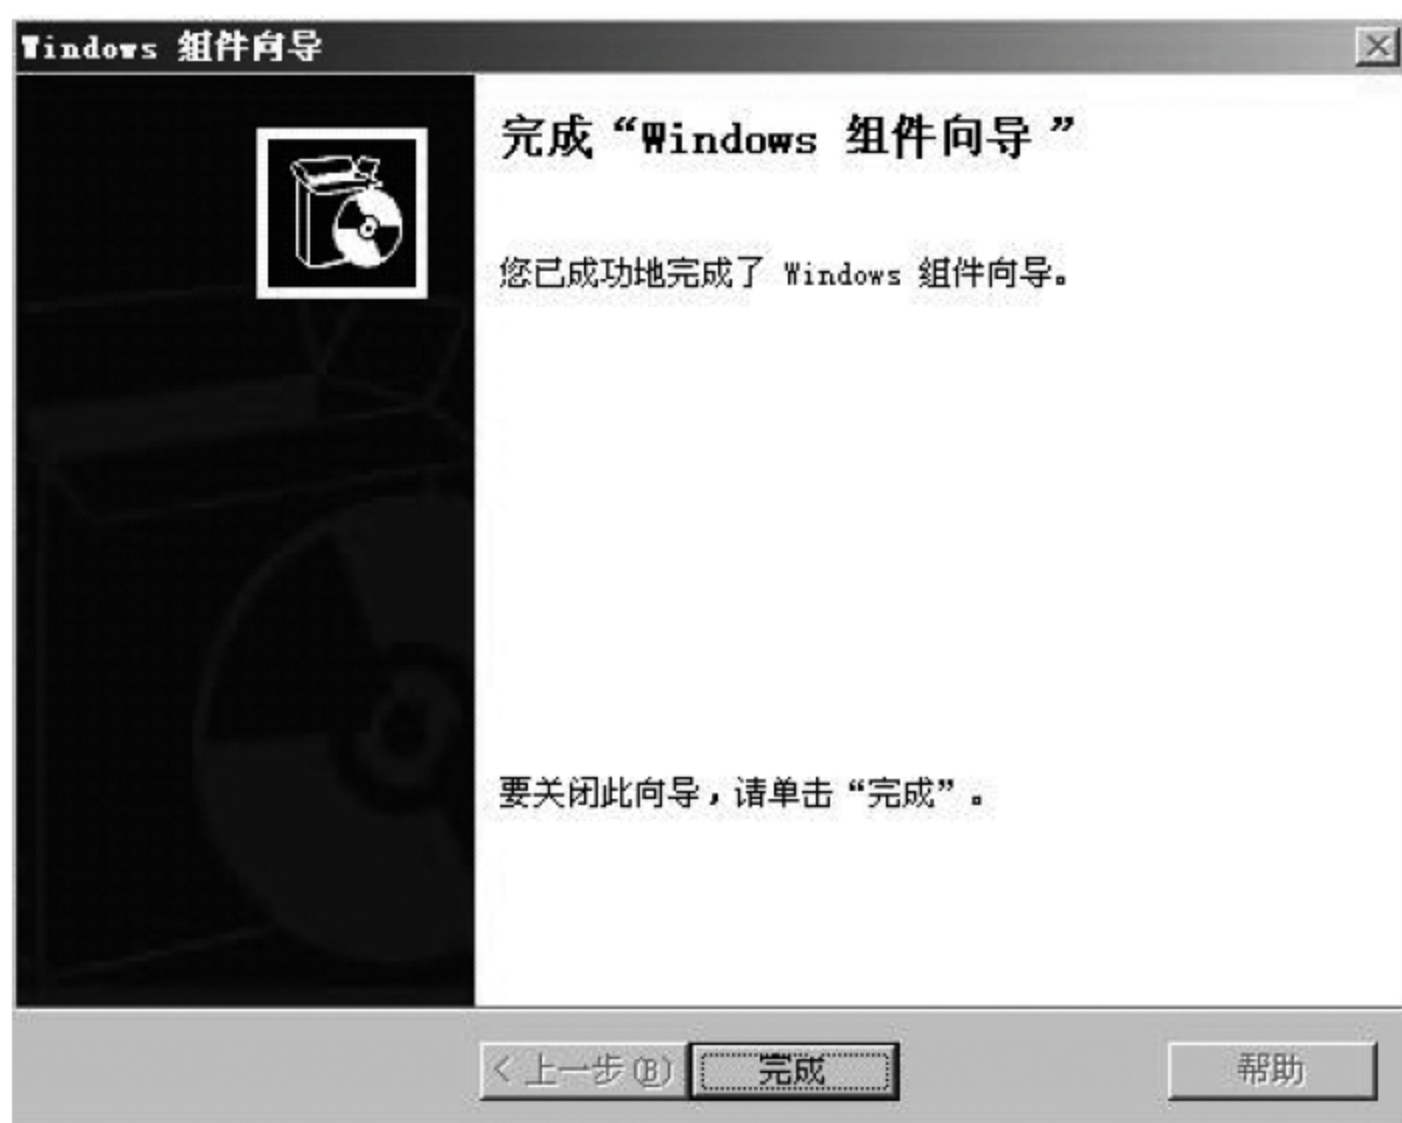 Windows 组件向导
完成“Windows 组件向导”
您已成功地完成了 Windows 组件向导。
要关闭此向导，请单击“完成”。
< 上一步(B)
完成
帮助